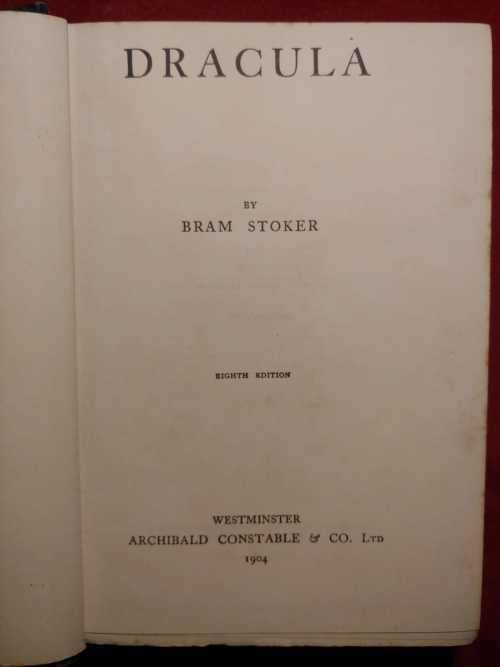 DRACULA
BY
BRAM STOKER
EIGHTH EDITION
WESTMINSTER
ARCHIBALD CONSTABLE & CO. LTD
1904